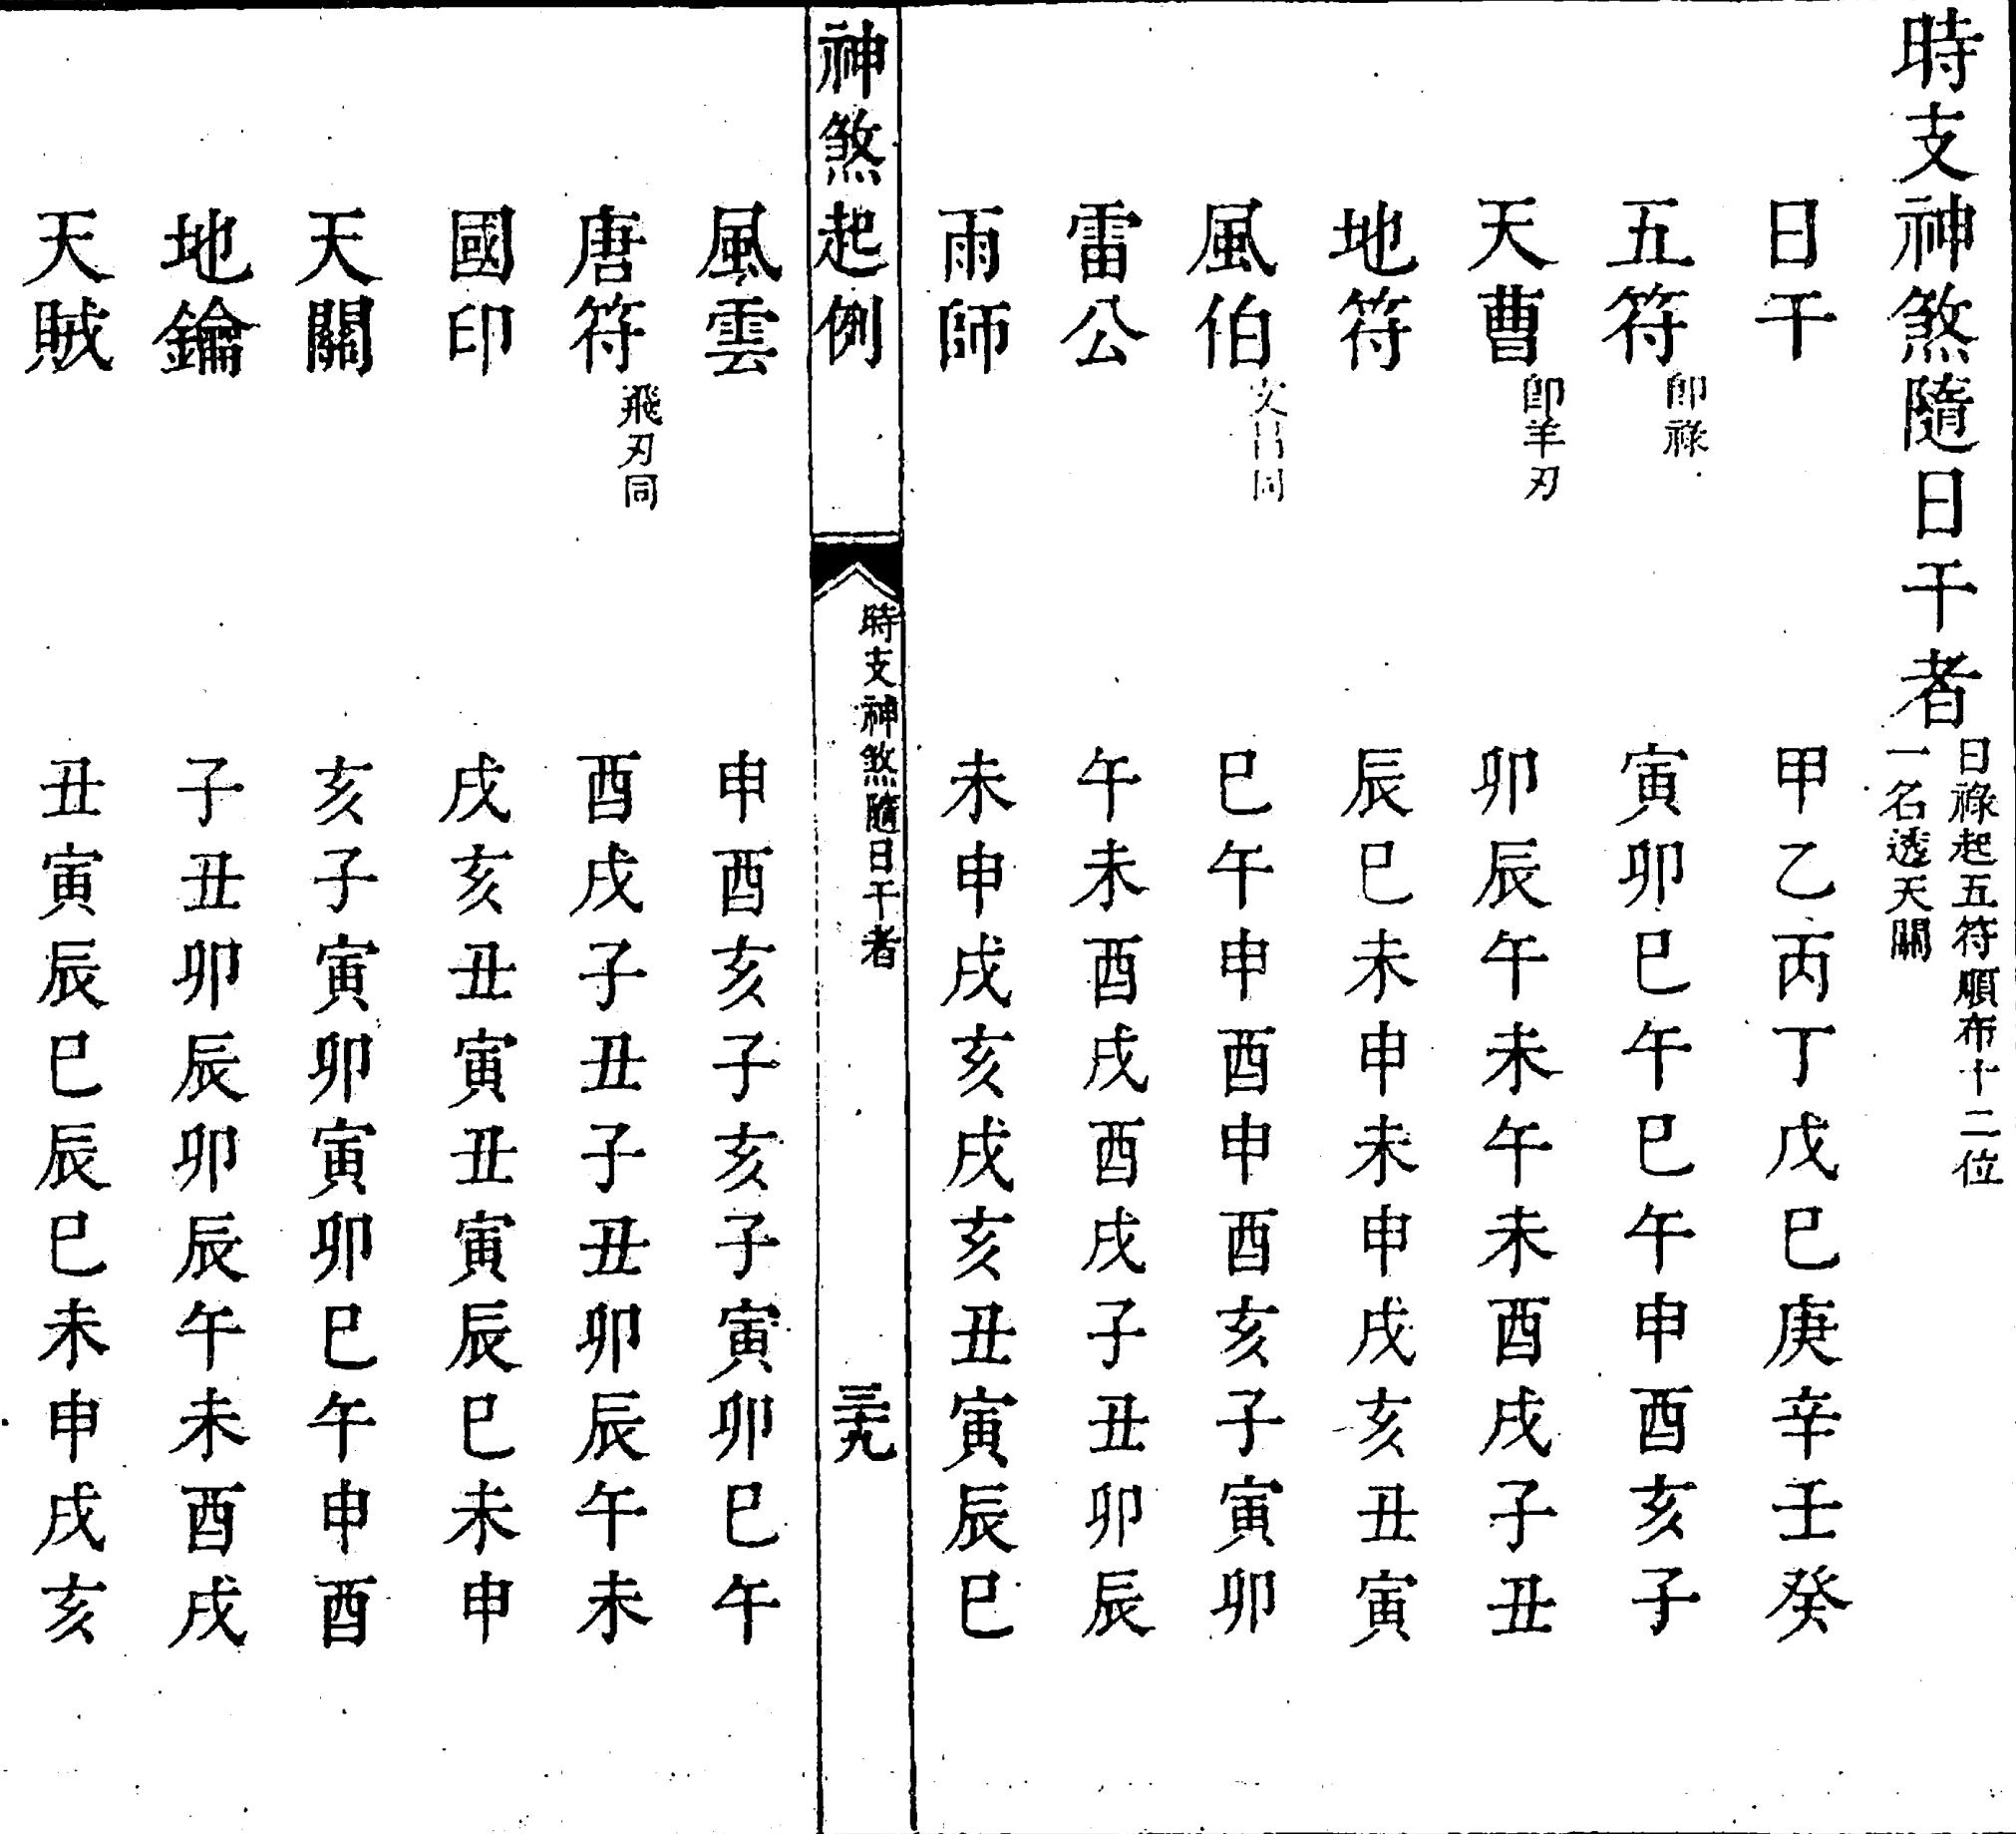 時支神煞隨日干者
日祿起五符順布十二位
一名透天關
日干 甲乙丙丁戊己庚辛壬癸
五符 即祿 寅卯巳午巳午申酉亥子
天曹 即羊刃 卯辰午未午未酉戌子丑
地符 辰巳未申未申戌亥丑寅
風伯 文昌同 巳午申酉申酉亥子寅卯
雷公 午未酉戌酉戌子丑卯辰
雨師 未申戌亥戌亥丑寅辰巳
神煞起例 時支神煞隨日干者 三十九
風雲 申酉亥子亥子寅卯巳午
唐符 飛刃同 酉戌子丑子丑卯辰午未
國印 戌亥丑寅丑寅辰巳未申
天關 亥子寅卯寅卯巳午申酉
地鑰 子丑卯辰卯辰午未酉戌
天賊 丑寅辰巳辰巳未申戌亥